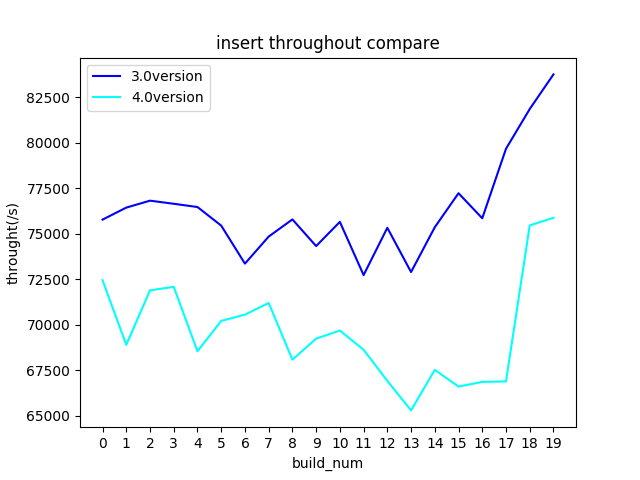 insert throughout compare
3.0version
4.0version
throught(/s)
82500
80000
77500
75000
72500
70000
67500
65000
0 1 2 3 4 5 6 7 8 9 10 11 12 13 14 15 16 17 18 19
build_num